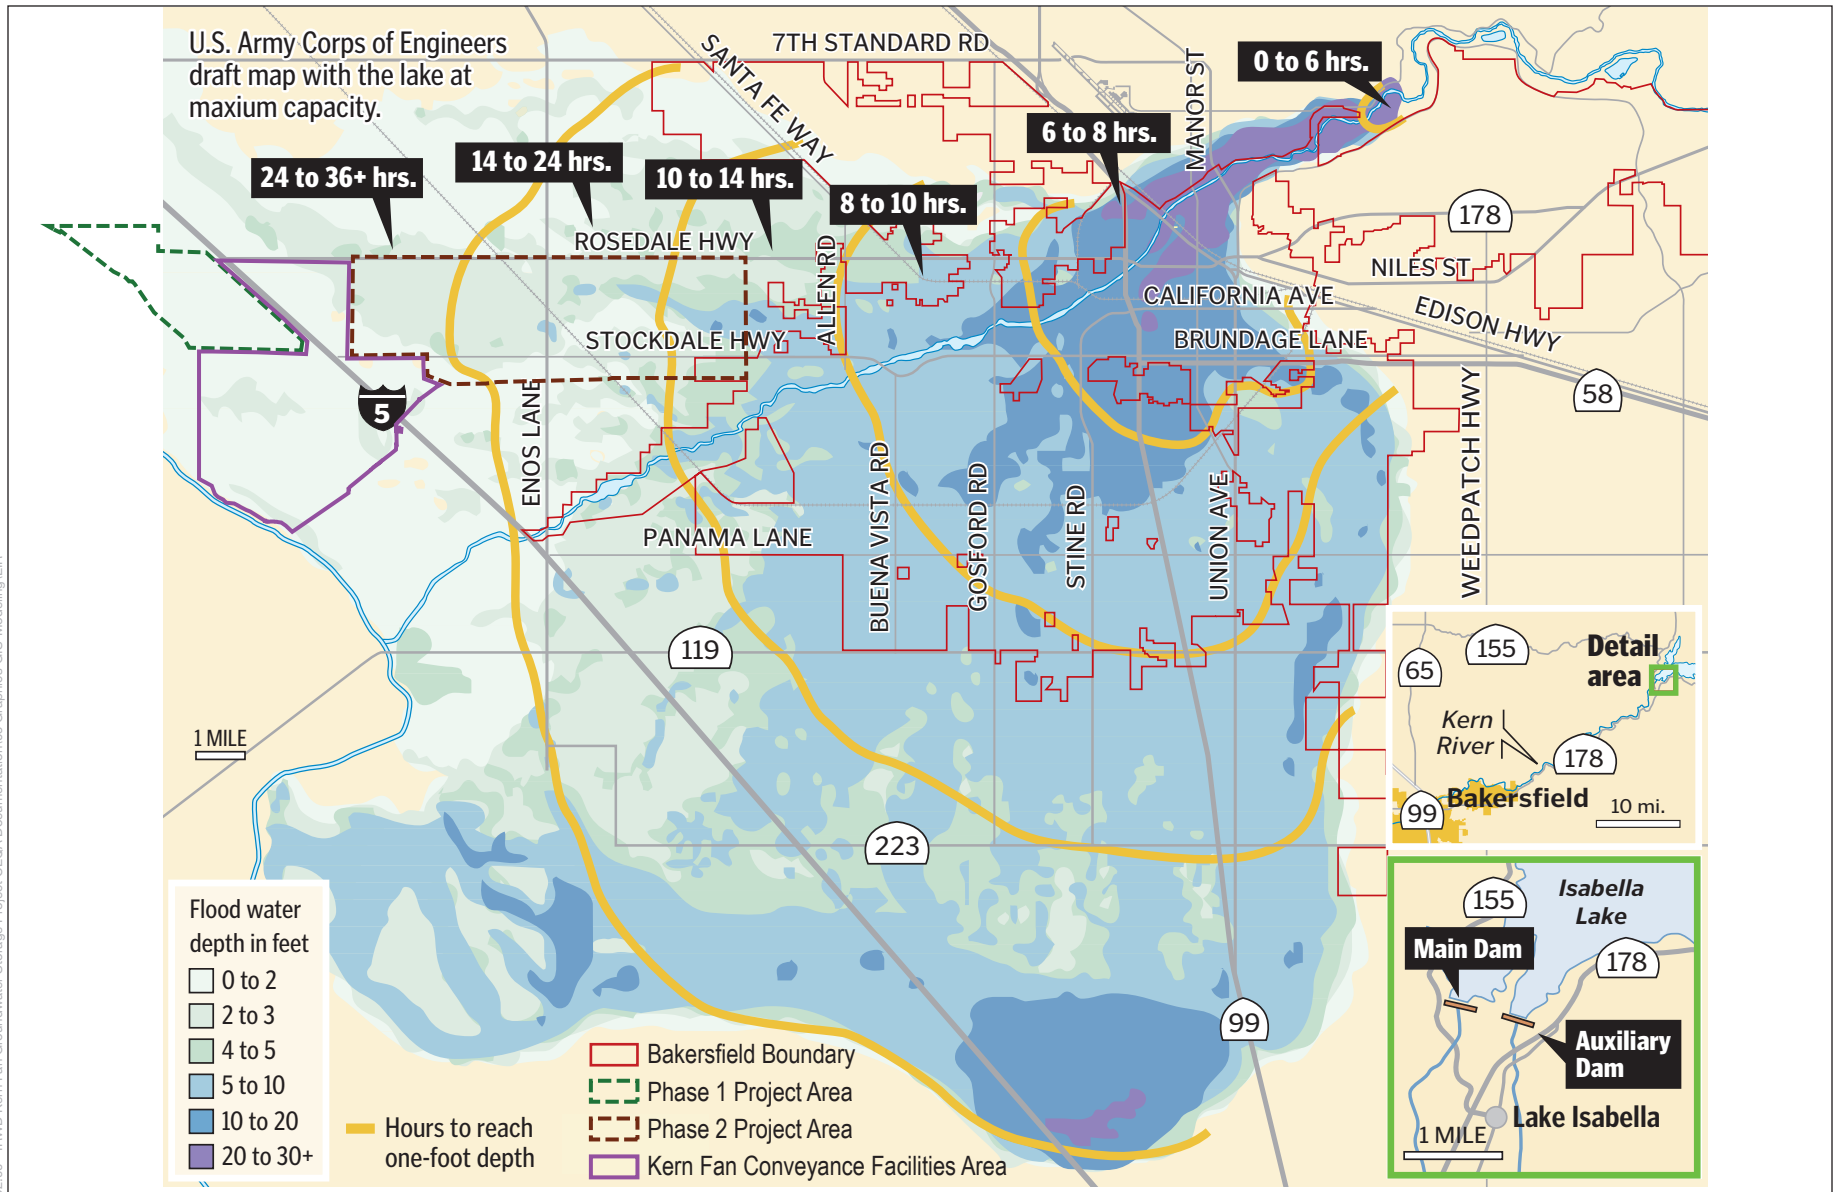 U.S. Army Corps of Engineers
draft map with the lake at
maxium capacity.
7TH STANDARD RD
SANTA FE WAY
MANOR ST
0 to 6 hrs.
6 to 8 hrs.
8 to 10 hrs.
10 to 14 hrs.
14 to 24 hrs.
24 to 36+ hrs.
178
ROSEDALE HWY
ALLEN RD
NILES ST
CALIFORNIA AVE
EDISON HWY
STOCKDALE HWY
BRUNDAGE LANE
58
5
ENOS LANE
WEEDPATCH HWY
BUENA VISTA RD
GOSFORD RD
STINE RD
UNION AVE
PANAMA LANE
119
1 MILE
223
99
155
65
Detail
area
Kern
River
178
Bakersfield
99
10 mi.
155
Isabella
Lake
Main Dam
178
Auxiliary
Dam
Lake Isabella
1 MILE
Flood water
depth in feet
0 to 2
2 to 3
4 to 5
5 to 10
10 to 20
20 to 30+
Hours to reach
one-foot depth
Bakersfield Boundary
Phase 1 Project Area
Phase 2 Project Area
Kern Fan Conveyance Facilities Area